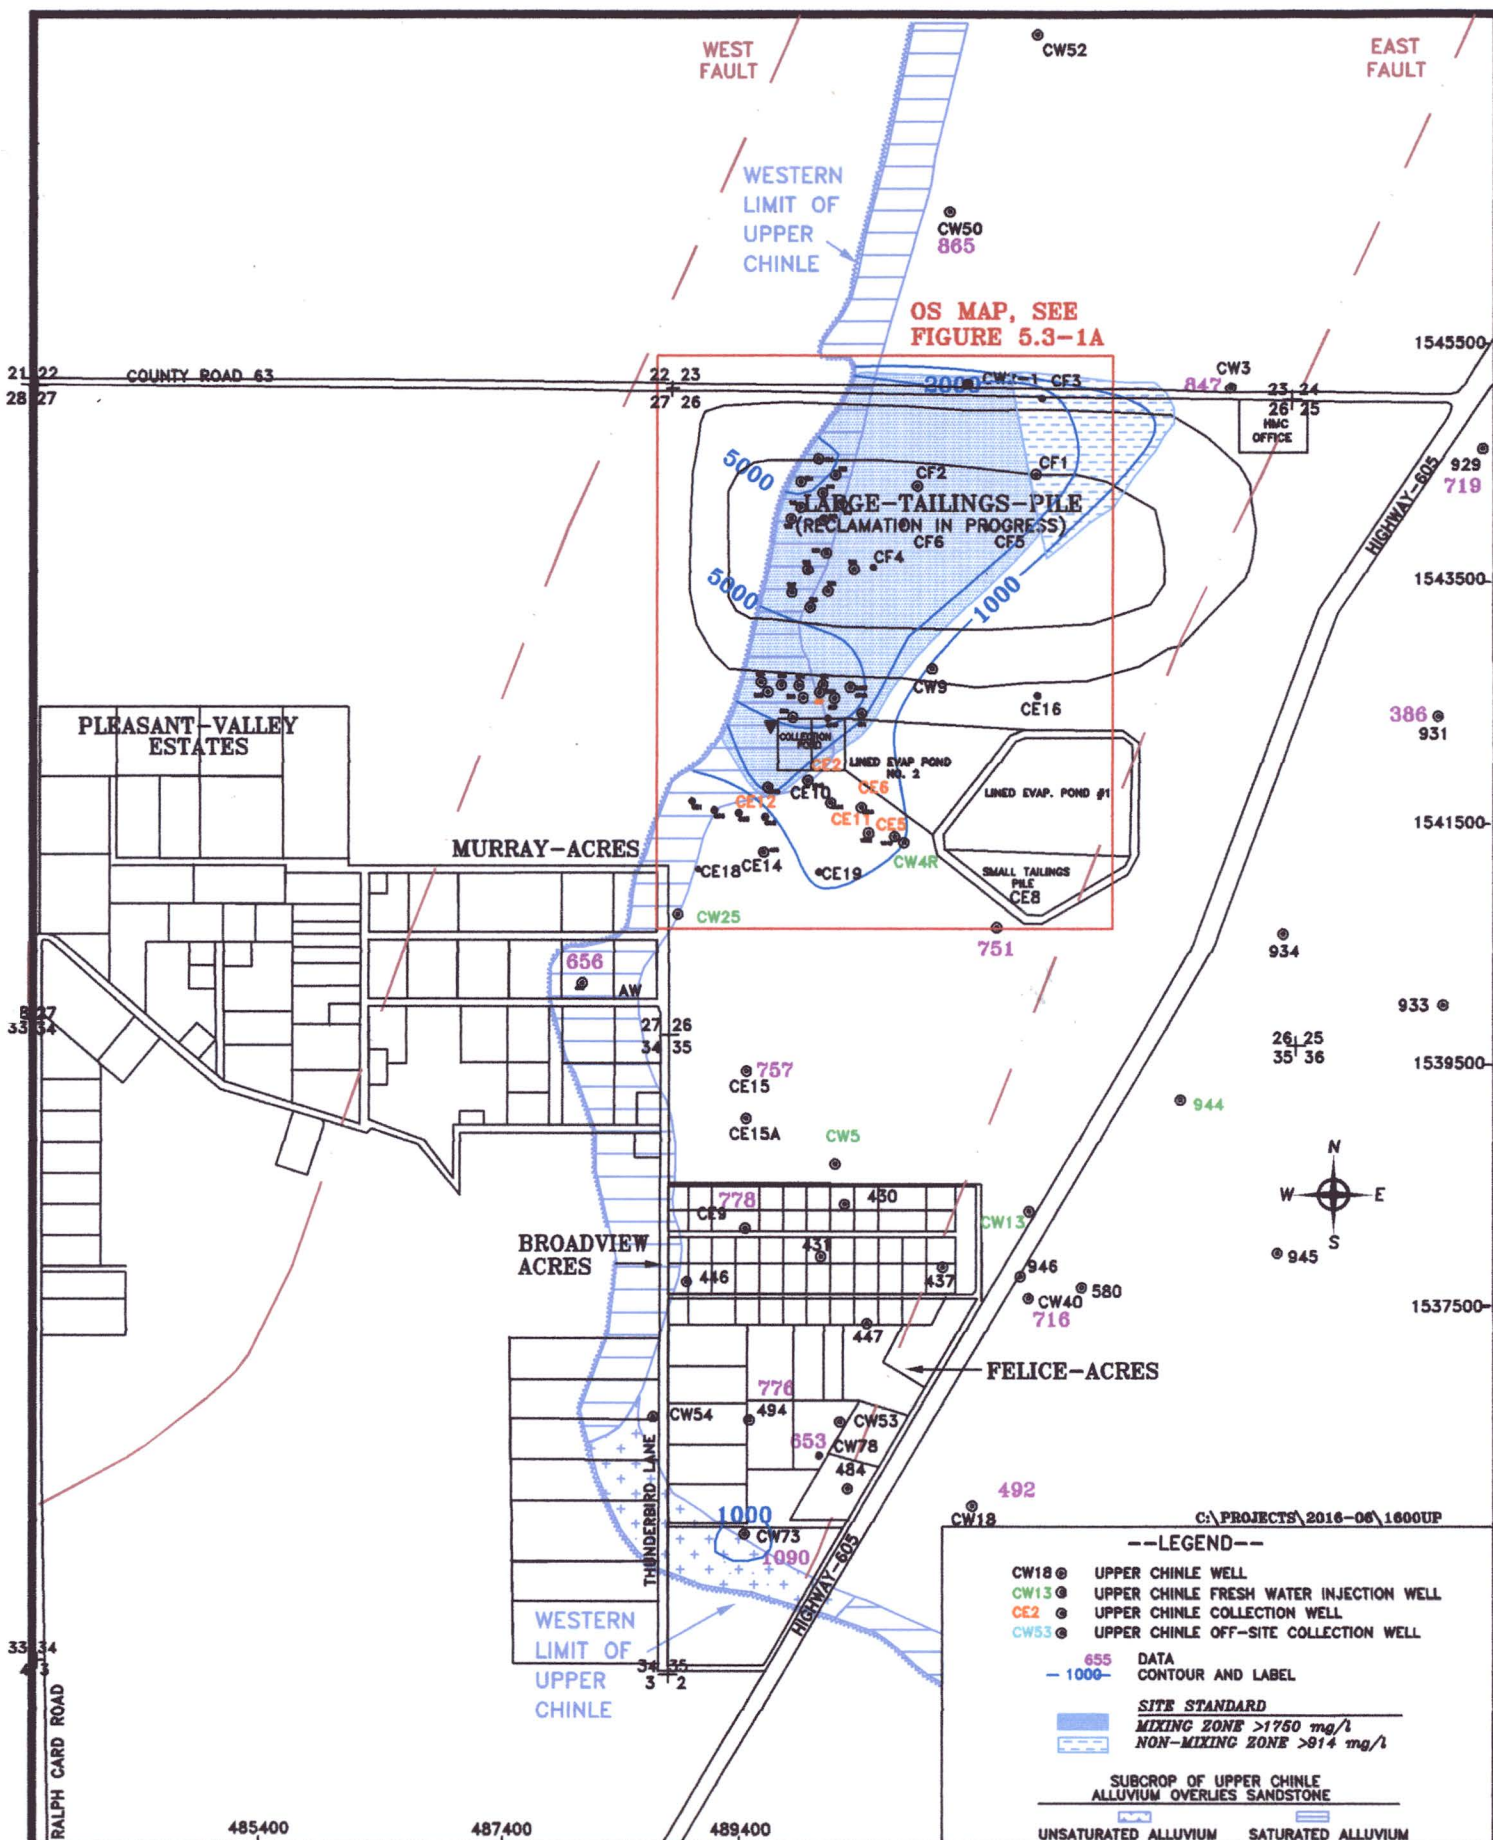 CW52
WEST
FAULT
EAST
FAULT
WESTERN
LIMIT OF
UPPER
CHINLE
CW50
865
OS MAP, SEE
FIGURE 5.3-1A
1545500
21 22
28 27
COUNTY ROAD 63
22 23
27 26
2000
CF3
847
CW3
23 24
26 25
HMC
OFFICE
929
719
HIGHWAY-605
5000
CF2
CF1
LARGE-TAILINGS-PILE
(RECLAMATION IN PROGRESS)
CF6
CF5
CF4
5000
1000
1543500
CW9
CE16
386
931
PLEASANT-VALLEY
ESTATES
COLLECTION
POND
LINED EVAP POND
NO. 2
CE2
CE10
CE6
CE12
CE11
CE5
LINED EVAP. POND #1
1541500
MURRAY-ACRES
CE18
CE14
CE19
CW4R
SMALL TAILINGS
PILE
CE8
CW25
751
934
656
AW
933
33 34
27 26
34 35
26 25
35 36
1539500
757
CE15
CE15A
944
CW5
N
W E
S
778
CE9
430
CW13
BROADVIEW
ACRES
431
446
437
946
945
580
CW40
716
1537500
447
FELICE-ACRES
776
494
CW54
CW53
653
CW78
484
THUNDERBIRD LANE
492
CW18
1000
CW73
1090
HIGHWAY-605
WESTERN
LIMIT OF
UPPER
CHINLE
33 34
4 3
34 35
3 2
RALPH CARD ROAD
485400
487400
489400
C:\PROJECTS\2016-06\1600UP
--LEGEND--
CW18 UPPER CHINLE WELL
CW13 UPPER CHINLE FRESH WATER INJECTION WELL
CE2 UPPER CHINLE COLLECTION WELL
CW53 UPPER CHINLE OFF-SITE COLLECTION WELL
655 DATA
1000 CONTOUR AND LABEL
SITE STANDARD
MIXING ZONE >1750 mg/l
NON-MIXING ZONE >914 mg/l
SUBCROP OF UPPER CHINLE
ALLUVIUM OVERLIES SANDSTONE
UNSATURATED ALLUVIUM SATURATED ALLUVIUM